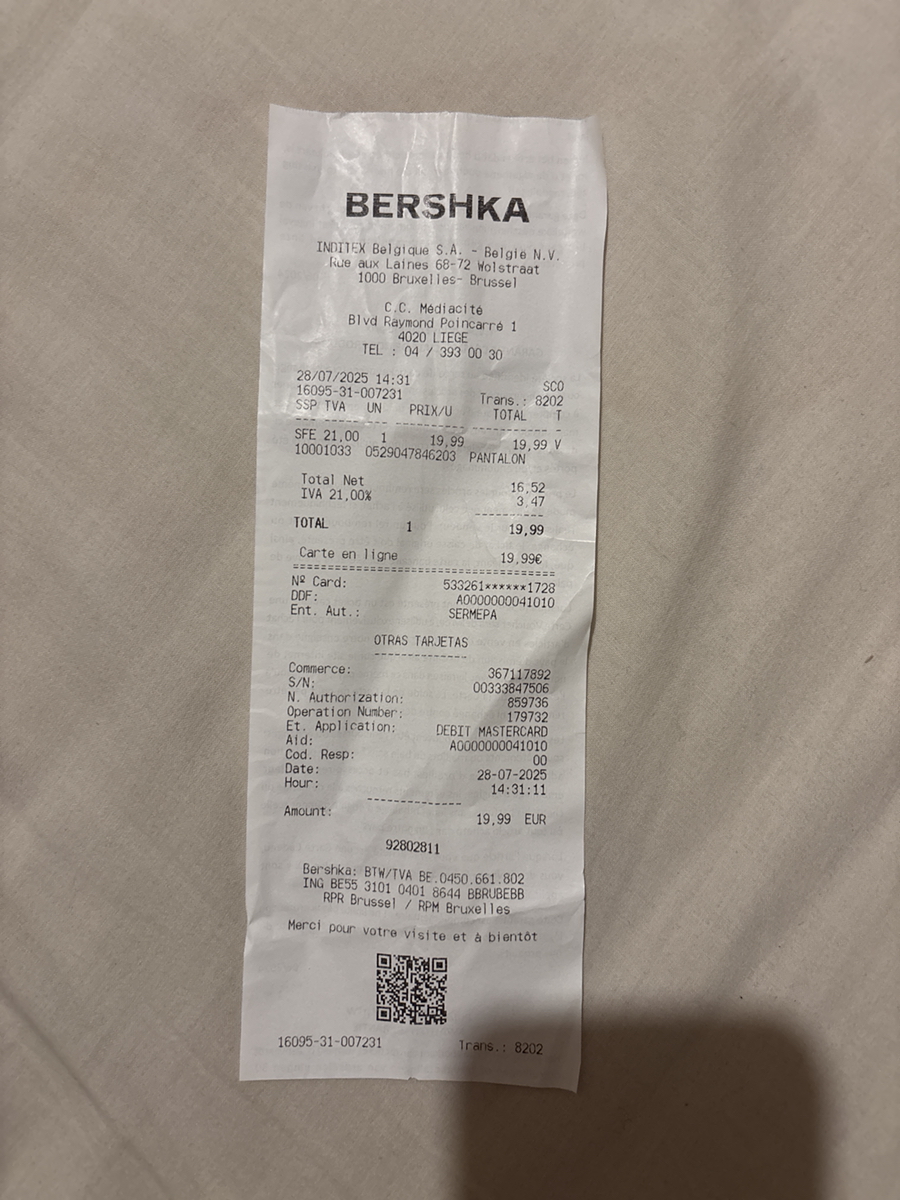 BERSHKA
INDITEX Belgique S.A. - Belgie N.V.
Rue aux Laines 68-72 Wolstraat
1000 Bruxelles- Brussel
C.C. Médiacité
Blvd Raymond Poincarré 1
4020 LIEGE
TEL : 04 / 393 00 30
28/07/2025 14:31 SCO
16095-31-007231 Trans.: 8202
SSP TVA UN PRIX/U TOTAL T
SFE 21,00 1 19,99 19,99 V
10001033 0529047846203 PANTALON
Total Net 16,52
IVA 21,00% 3,47
TOTAL 1 19,99
Carte en ligne 19,99€
Nº Card: 533261******1728
DDF: A0000000041010
Ent. Aut.: SERMEPA
OTRAS TARJETAS
Commerce: 367117892
S/N: 00333847506
N. Authorization: 859736
Operation Number: 179732
Et. Application: DEBIT MASTERCARD
Aid: A0000000041010
Cod. Resp: 00
Date: 28-07-2025
Hour: 14:31:11
Amount: 19,99 EUR
92802811
Bershka: BTW/TVA BE.0450.661.802
ING BE55 3101 0401 8644 BBRUBEBB
RPR Brussel / RPM Bruxelles
Merci pour votre visite et à bientôt
16095-31-007231 Trans.: 8202